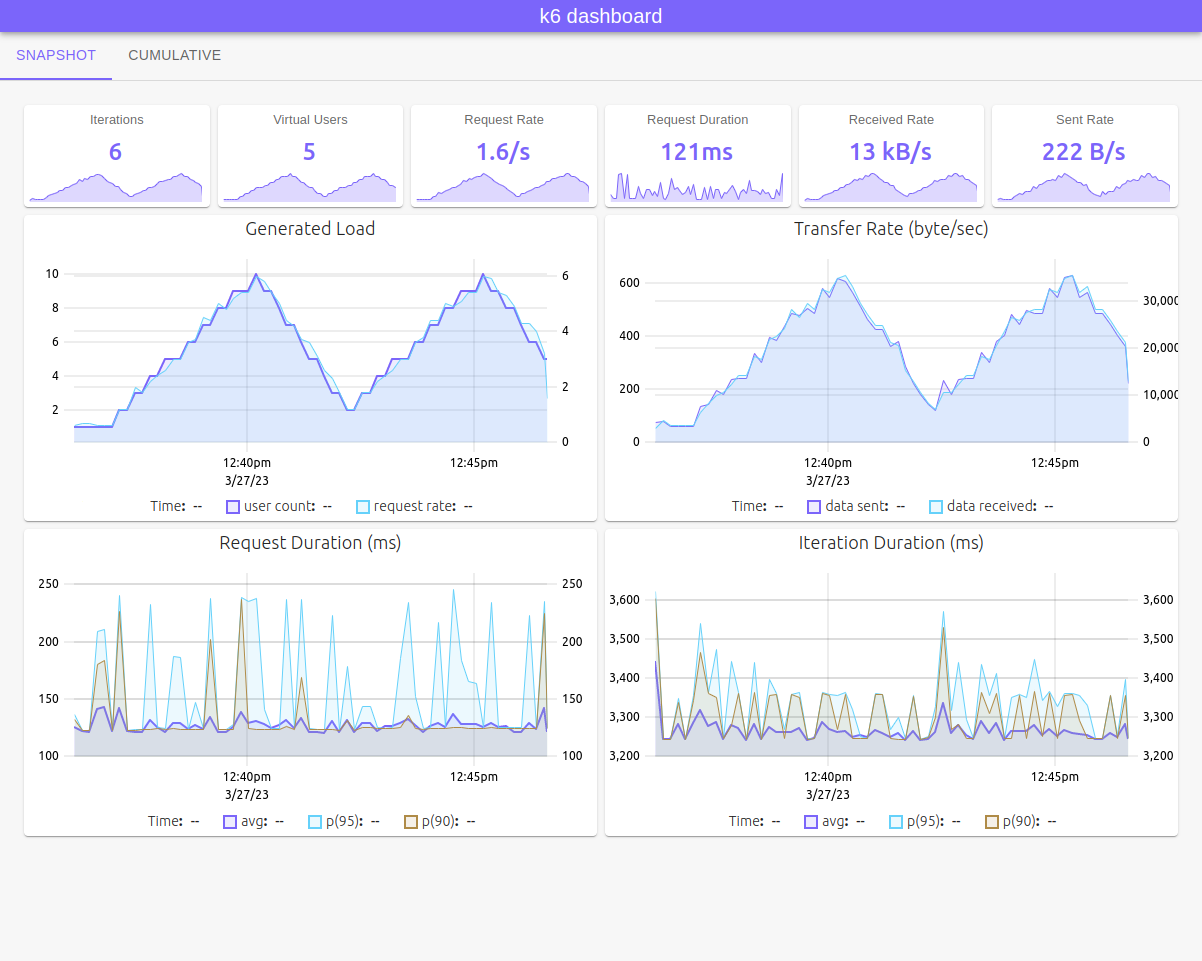 k6 dashboard
SNAPSHOT CUMULATIVE
Iterations Virtual Users Request Rate Request Duration Received Rate Sent Rate
6 5 1.6/s 121ms 13 kB/s 222 B/s
Generated Load
10 6
8
6 4
4
2 2
0
12:40pm 12:45pm
3/27/23
Time: -- user count: -- request rate: --
Transfer Rate (byte/sec)
600
30,000
400
20,000
200
10,000
0 0
12:40pm 12:45pm
3/27/23
Time: -- data sent: -- data received: --
Request Duration (ms)
250 250
200 200
150 150
100 100
12:40pm 12:45pm
3/27/23
Time: -- avg: -- p(95): -- p(90): --
Iteration Duration (ms)
3,600 3,600
3,500 3,500
3,400 3,400
3,300 3,300
3,200 3,200
12:40pm 12:45pm
3/27/23
Time: -- avg: -- p(95): -- p(90): --